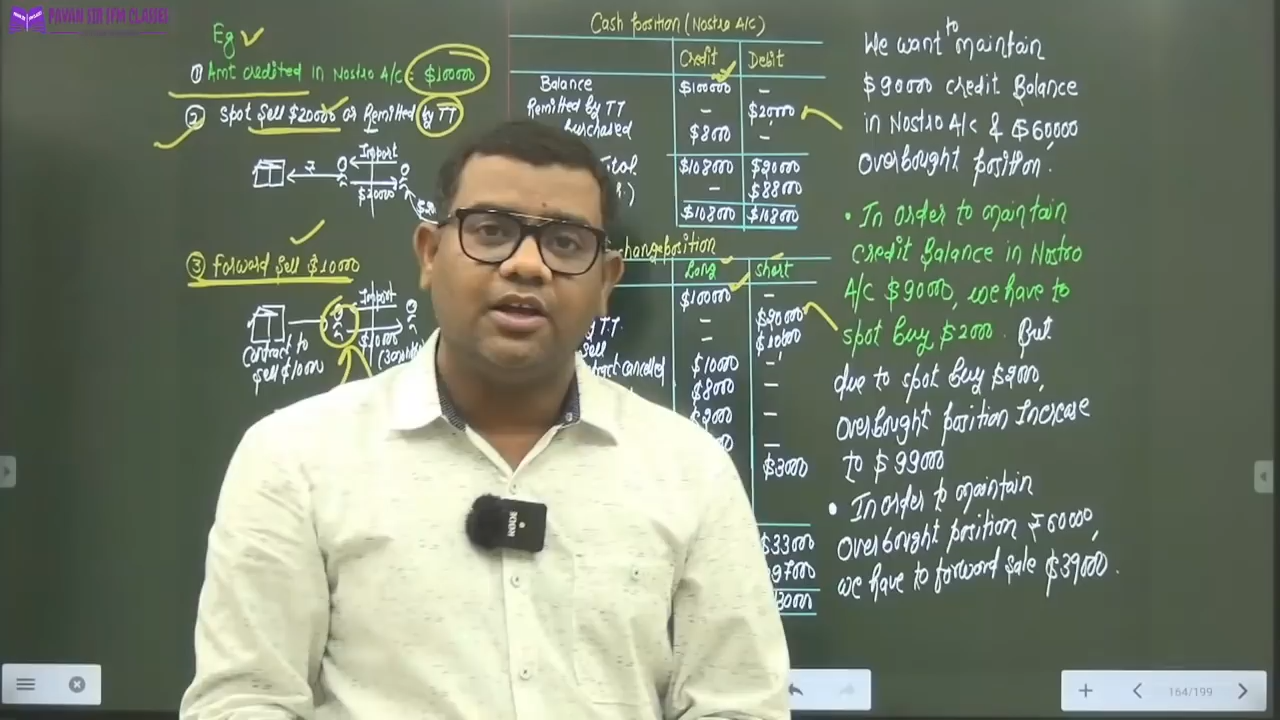 PAVAN SIR SFM CLASSES
Eg
① Amt credited in Nostro A/C: $100000
② Spot Sell $20000 or Remitted by TT
Import
$20000
③ Forward Sell $10000
Import
$10000
Contract to
Sell $10000
Cash Position (Nostro A/C)
Credit Debit
Balance $100000 -
Remitted by TT - $20000
Purchased $8000 -
$108000 $20000
- $88000
$108000 $108000
Long Short
$100000 -
- $20000
Sell - $10000
cancelled $10000 -
$8000 -
$2000 -
-
$3000
$33000
We want to maintain
$90000 credit Balance
in Nostro A/C & $60000
Overbought position.
• In order to maintain
credit Balance in Nostro
A/C $90000, we have to
spot buy $2000. But
due to spot buy $2000,
overbought position Increase
to $99000
• In order to maintain
Overbought position ₹60000,
we have to forward sale $39000.
164/199